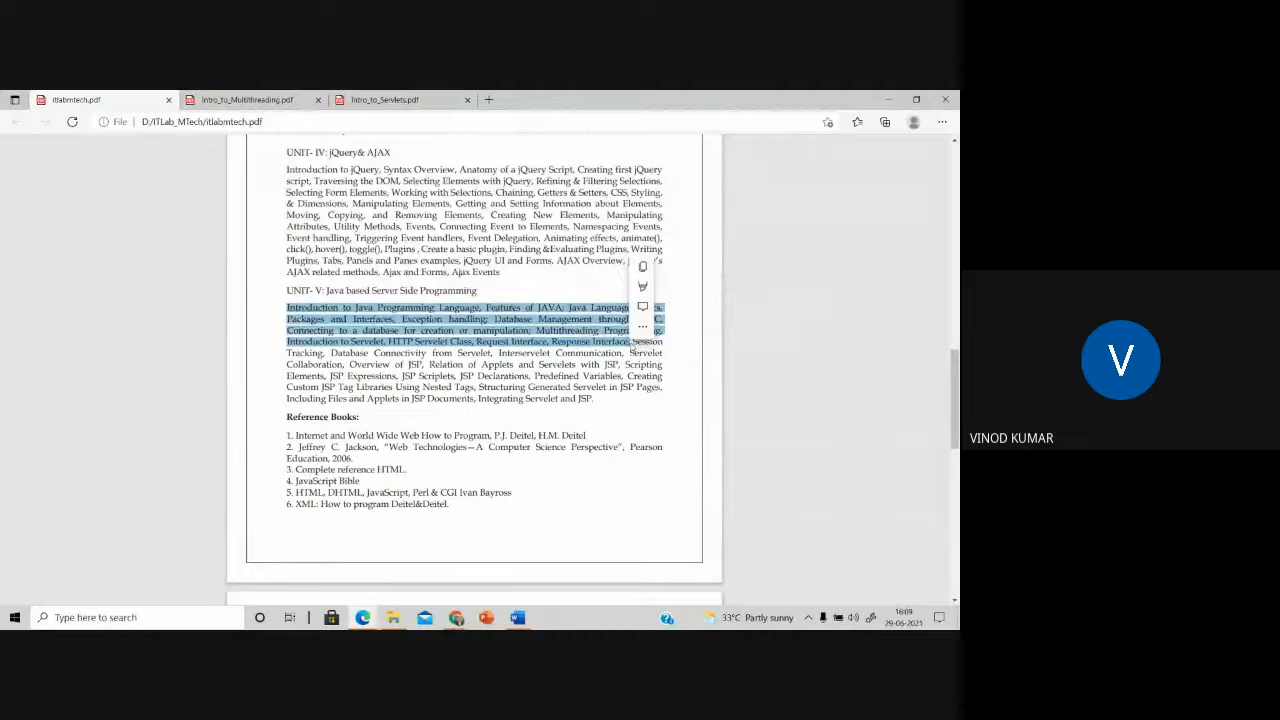 itlabmtech.pdf
Intro_to_Multithreading.pdf
Intro_to_Servlets.pdf
File
D:/ITLab_MTech/itlabmtech.pdf
UNIT- IV: jQuery& AJAX
Introduction to jQuery, Syntax Overview, Anatomy of a jQuery Script, Creating first jQuery
script, Traversing the DOM, Selecting Elements with jQuery, Refining & Filtering Selections,
Selecting Form Elements, Working with Selections, Chaining, Getters & Setters, CSS, Styling,
& Dimensions, Manipulating Elements, Getting and Setting Information about Elements,
Moving, Copying, and Removing Elements, Creating New Elements, Manipulating
Attributes, Utility Methods, Events, Connecting Event to Elements, Namespacing Events,
Event handling, Triggering Event handlers, Event Delegation, Animating effects, animate(),
click(), hover(), toggle(), Plugins , Create a basic plugin, Finding &Evaluating Plugins, Writing
Plugins, Tabs, Panels and Panes examples, jQuery UI and Forms, AJAX Overview,
AJAX related methods, Ajax and Forms, Ajax Events
UNIT- V: Java based Server Side Programming
Introduction to Java Programming Language, Features of JAVA; Java Language
Packages and Interfaces, Exception handling; Database Management
Connecting to a database for creation or manipulation; Multithreading
Introduction to Servelet, HTTP Servelet Class, Request Interface, Response Interface, Session
Tracking, Database Connectivity from Servelet, Interservelet Communication, Servelet
Collaboration, Overview of JSP, Relation of Applets and Servelets with JSP, Scripting
Elements, JSP Expressions, JSP Scriplets, JSP Declarations, Predefined Variables, Creating
Custom JSP Tag Libraries Using Nested Tags, Structuring Generated Servelet in JSP Pages,
Including Files and Applets in JSP Documents, Integrating Servelet and JSP.
Reference Books:
1. Internet and World Wide Web How to Program, P.J. Deitel, H.M. Deitel
2. Jeffrey C. Jackson, "Web Technologies—A Computer Science Perspective", Pearson
Education, 2006.
3. Complete reference HTML.
4. JavaScript Bible
5. HTML, DHTML, JavaScript, Perl & CGI Ivan Bayross
6. XML: How to program Deitel&Deitel.
V
VINOD KUMAR
Type here to search
33°C Partly sunny
16:09
29-06-2021